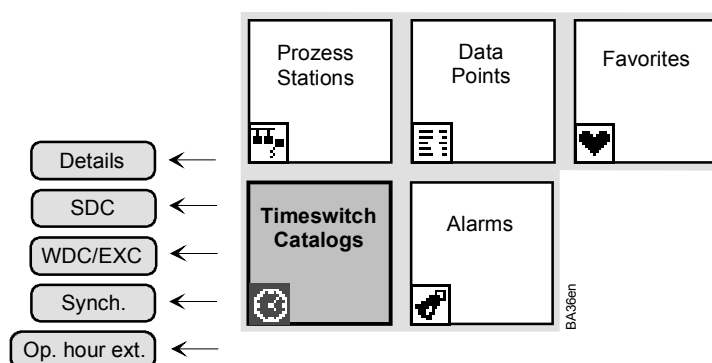 Prozess
Stations
Data
Points
Favorites
Details
SDC
WDC/EXC
Synch.
Op. hour ext.
Timeswitch
Catalogs
Alarms
BA36en